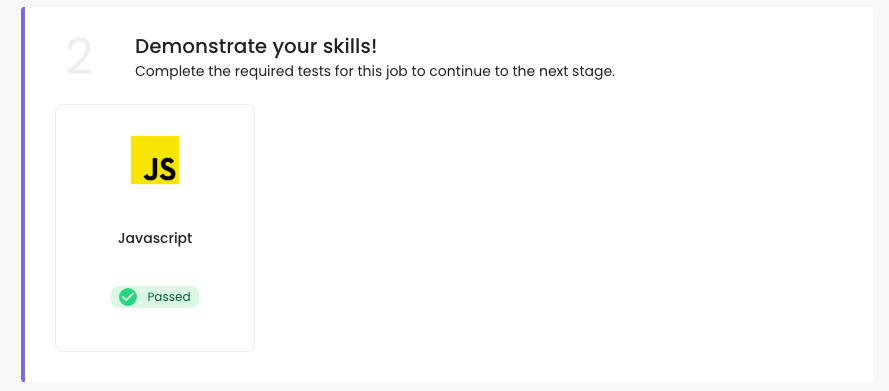 2
Demonstrate your skills!
Complete the required tests for this job to continue to the next stage.
JS
Javascript
Passed